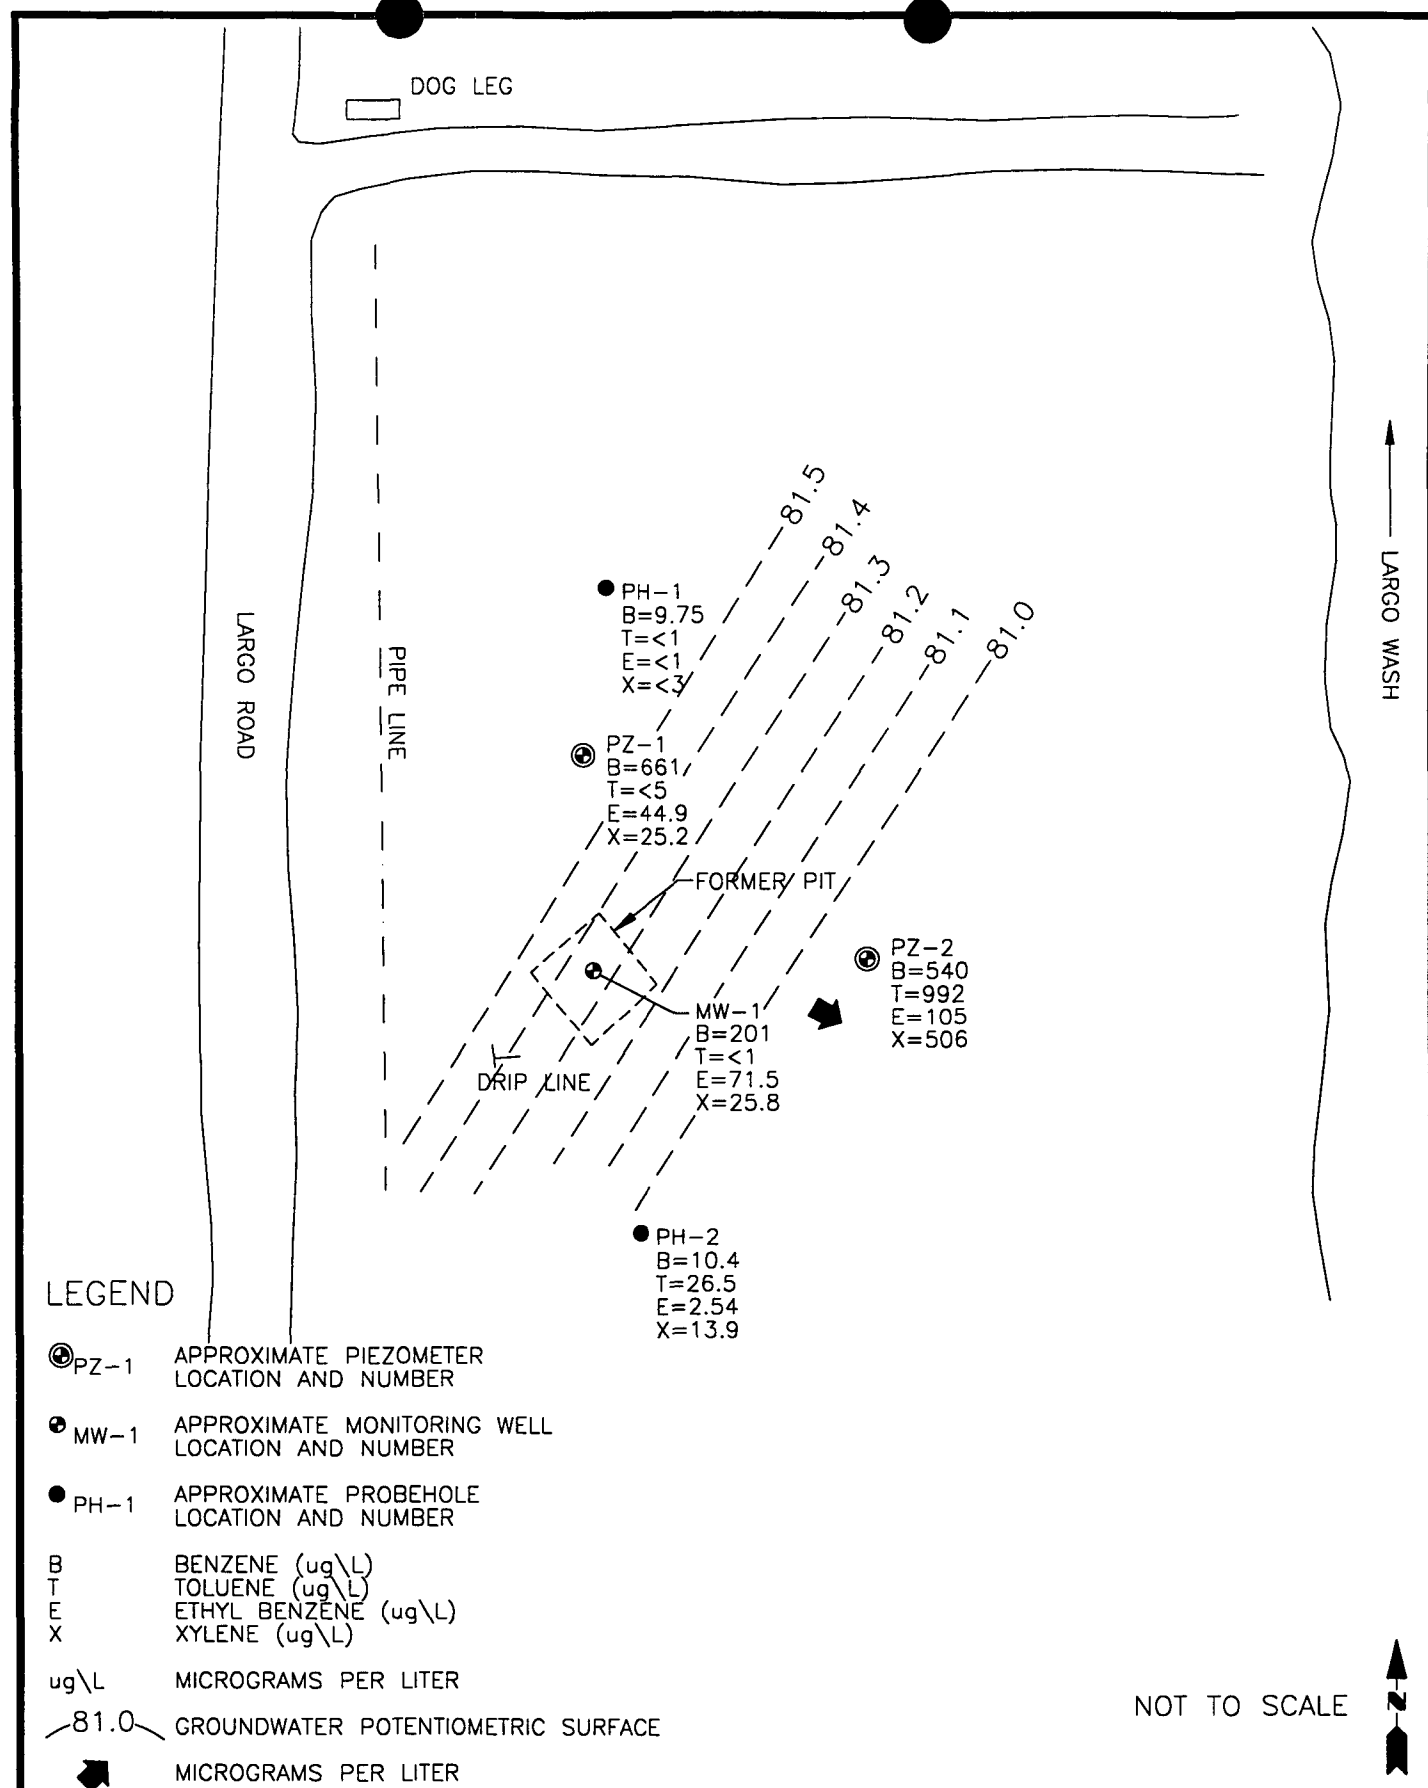 DOG LEG
81.5
81.4
81.3
81.2
81.1
81.0
PH-1
B=9.75
T=<1
E=<1
X=<3
LARGO ROAD
PIPE LINE
LARGO WASH
PZ-1
B=661
T=<5
E=44.9
X=25.2
FORMER PIT
PZ-2
B=540
T=992
E=105
X=506
MW-1
B=201
T=<1
E=71.5
X=25.8
DRIP LINE
PH-2
B=10.4
T=26.5
E=2.54
X=13.9
LEGEND
PZ-1 APPROXIMATE PIEZOMETER
LOCATION AND NUMBER
MW-1 APPROXIMATE MONITORING WELL
LOCATION AND NUMBER
PH-1 APPROXIMATE PROBEHOLE
LOCATION AND NUMBER
B BENZENE (ug\L)
T TOLUENE (ug\L)
E ETHYL BENZENE (ug\L)
X XYLENE (ug\L)
ug\L MICROGRAMS PER LITER
81.0 GROUNDWATER POTENTIOMETRIC SURFACE
MICROGRAMS PER LITER
NOT TO SCALE
N